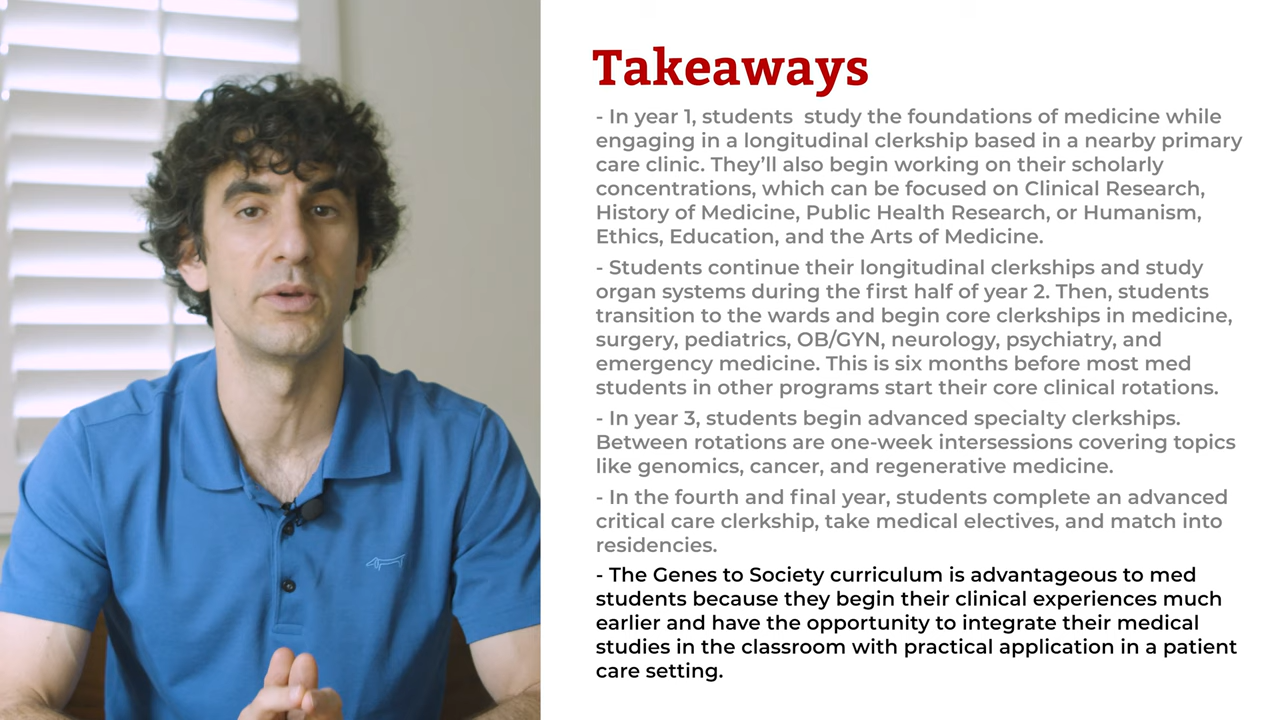 Takeaways
- In year 1, students  study the foundations of medicine while
engaging in a longitudinal clerkship based in a nearby primary
care clinic. They’ll also begin working on their scholarly
concentrations, which can be focused on Clinical Research,
History of Medicine, Public Health Research, or Humanism,
Ethics, Education, and the Arts of Medicine.
- Students continue their longitudinal clerkships and study
organ systems during the first half of year 2. Then, students
transition to the wards and begin core clerkships in medicine,
surgery, pediatrics, OB/GYN, neurology, psychiatry, and
emergency medicine. This is six months before most med
students in other programs start their core clinical rotations.
- In year 3, students begin advanced specialty clerkships.
Between rotations are one-week intersessions covering topics
like genomics, cancer, and regenerative medicine.
- In the fourth and final year, students complete an advanced
critical care clerkship, take medical electives, and match into
residencies.
- The Genes to Society curriculum is advantageous to med
students because they begin their clinical experiences much
earlier and have the opportunity to integrate their medical
studies in the classroom with practical application in a patient
care setting.